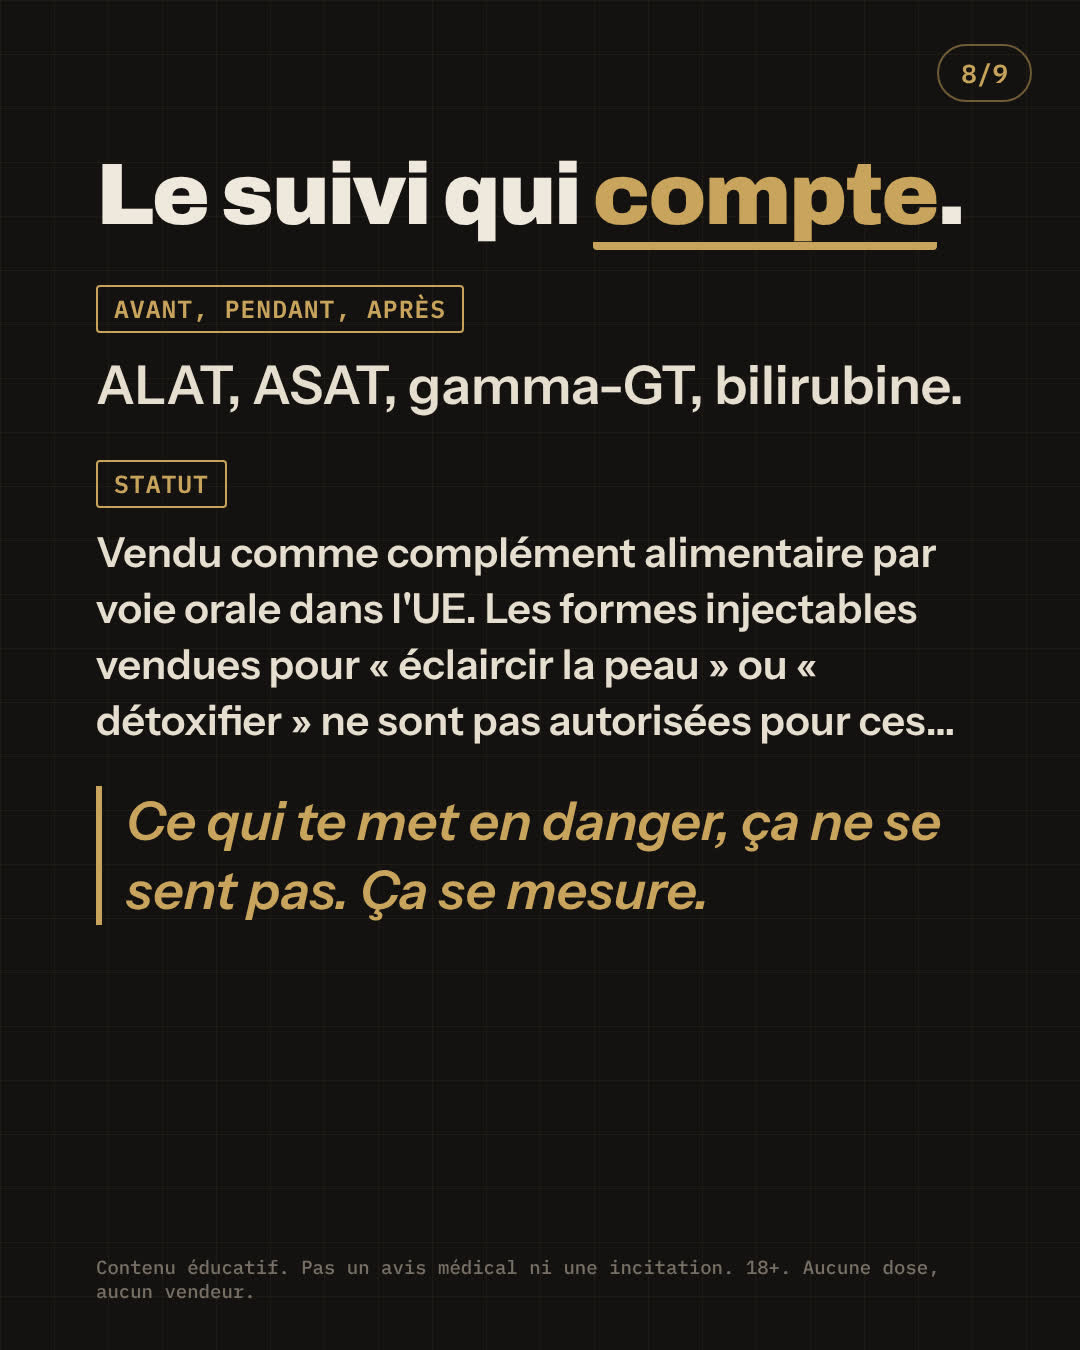 8/9
Le suivi qui compte.
AVANT, PENDANT, APRÈS
ALAT, ASAT, gamma-GT, bilirubine.
STATUT
Vendu comme complément alimentaire par
voie orale dans l'UE. Les formes injectables
vendues pour « éclaircir la peau » ou «
détoxifier » ne sont pas autorisées pour ces...
Ce qui te met en danger, ça ne se
sent pas. Ça se mesure.
Contenu éducatif. Pas un avis médical ni une incitation. 18+. Aucune dose,
aucun vendeur.